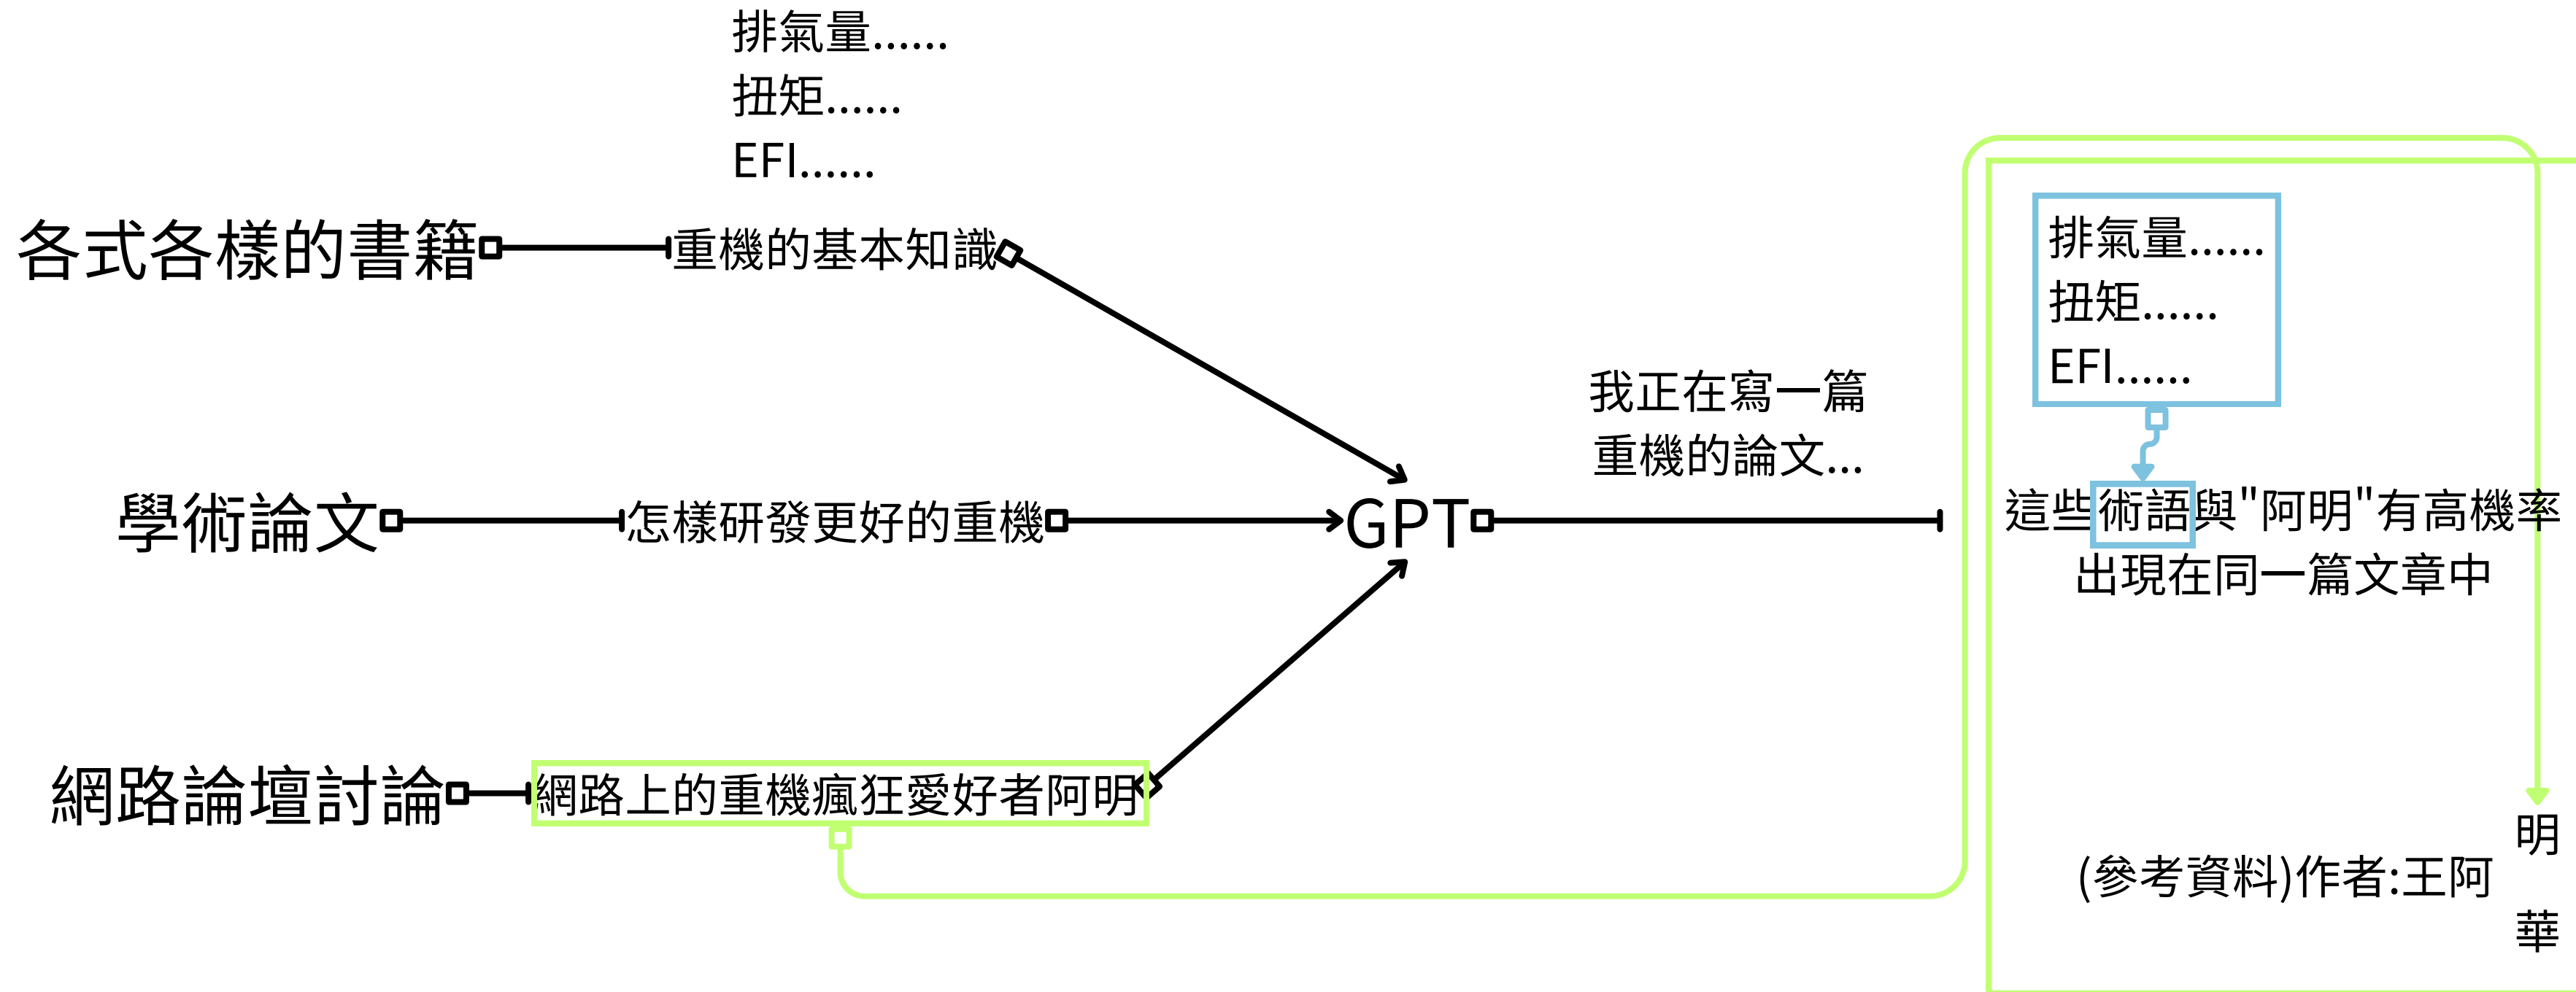 排氣量......
扭矩......
EFI......
各式各樣的書籍
重機的基本知識
學術論文
怎樣研發更好的重機
網路論壇討論
網路上的重機瘋狂愛好者阿明
GPT
我正在寫一篇
重機的論文...
排氣量......
扭矩......
EFI......
這些術語與"阿明"有高機率
出現在同一篇文章中
明
(參考資料)作者:王阿
華